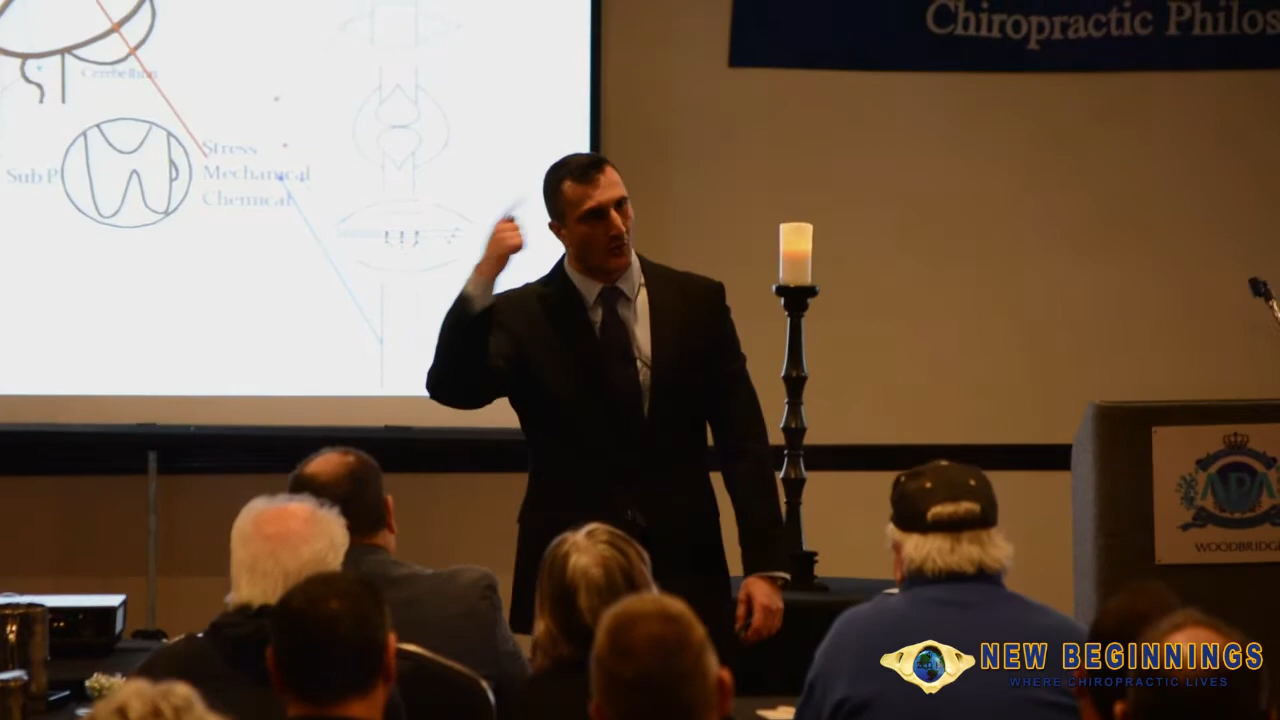 Chiropractic Philos
Cerebellum
Stress
Sub P
Mechanical
Chemical
APA
WOODBRIDGE
NEW BEGINNINGS
WHERE CHIROPRACTIC LIVES